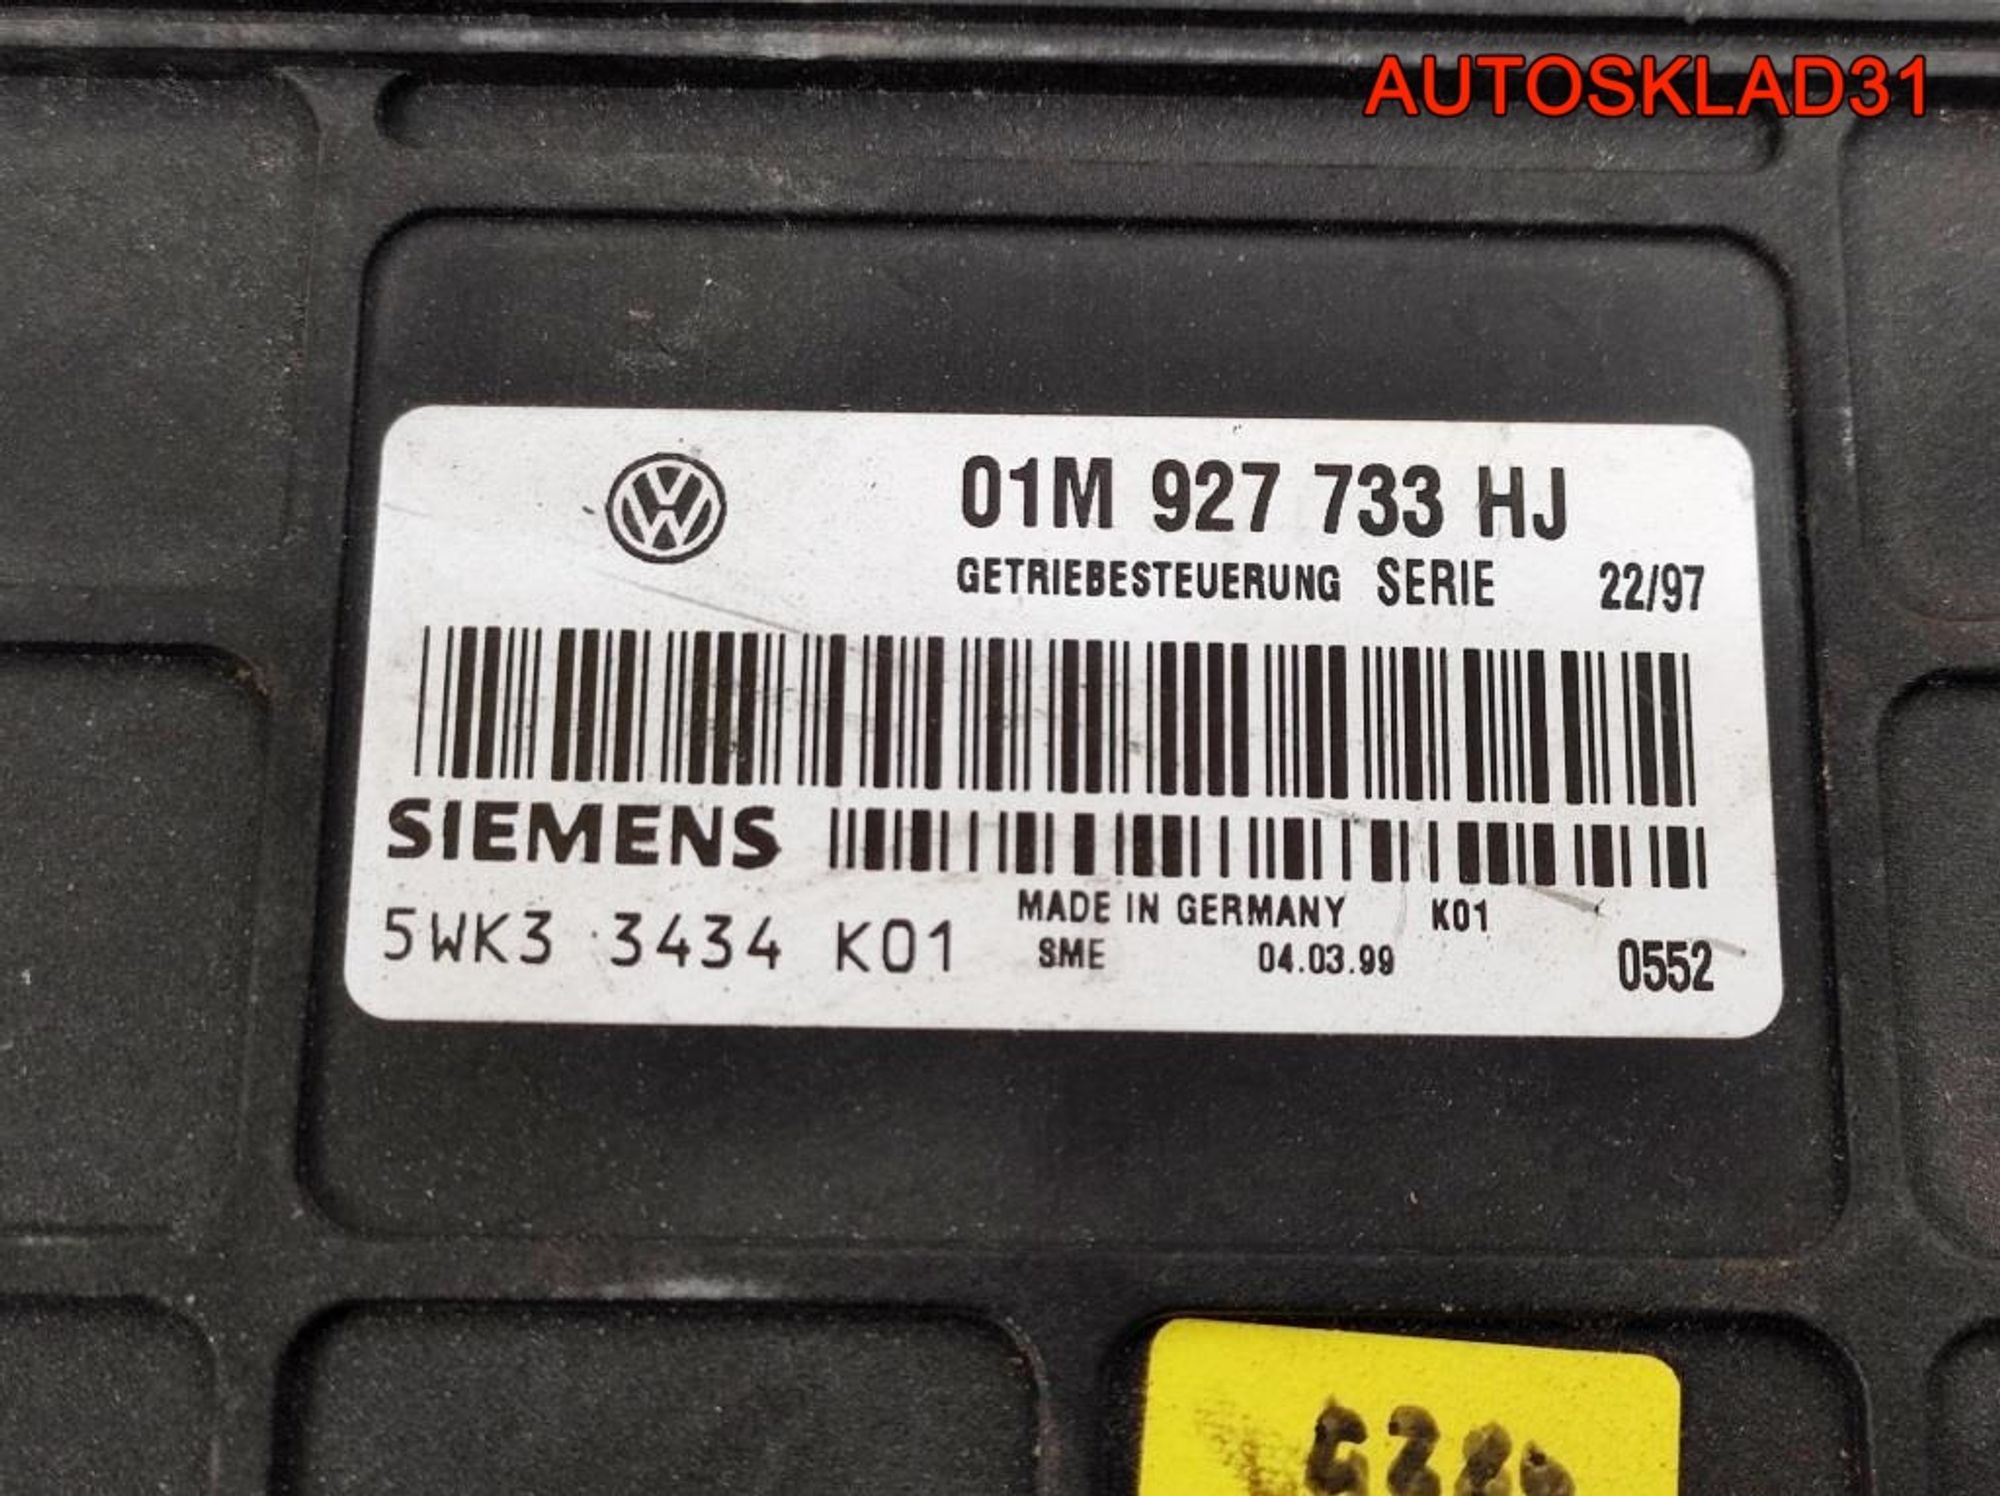 AUTOSKLAD31
01M 927 733 HJ
GETRIEBESTEUERUNG SERIE 22/97
SIEMENS
MADE IN GERMANY K01
5WK3 3434 K01 SME 04.03.99 0552